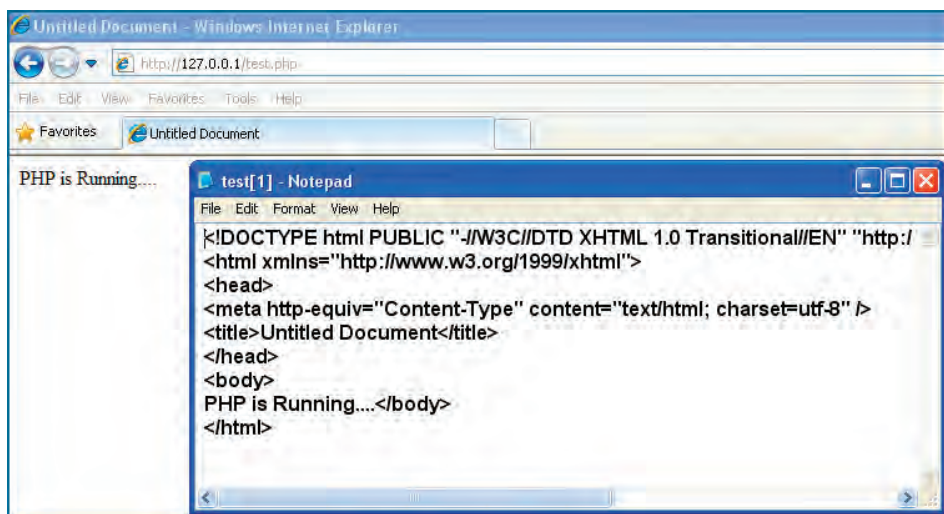 Untitled Document - Windows Internet Explorer
http://127.0.0.1/test.php
File Edit View Favorites Tools Help
Favorites Untitled Document
PHP is Running....
test[1] - Notepad
File Edit Format View Help
<!DOCTYPE html PUBLIC "-//W3C//DTD XHTML 1.0 Transitional//EN" "http:/
<html xmlns="http://www.w3.org/1999/xhtml">
<head>
<meta http-equiv="Content-Type" content="text/html; charset=utf-8" />
<title>Untitled Document</title>
</head>
<body>
PHP is Running....</body>
</html>